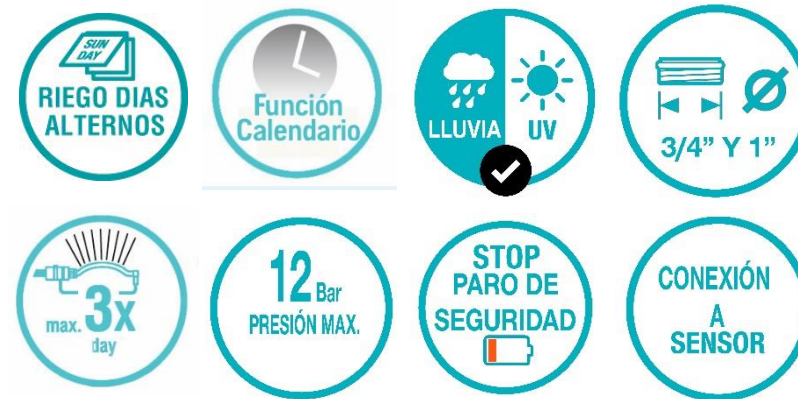 SUN
DAY
RIEGO DIAS
ALTERNOS
Función
Calendario
LLUVIA
UV
3/4” Y 1”
max. 3x
day
12 Bar
PRESIÓN MAX.
STOP
PARO DE
SEGURIDAD
CONEXIÓN
A
SENSOR